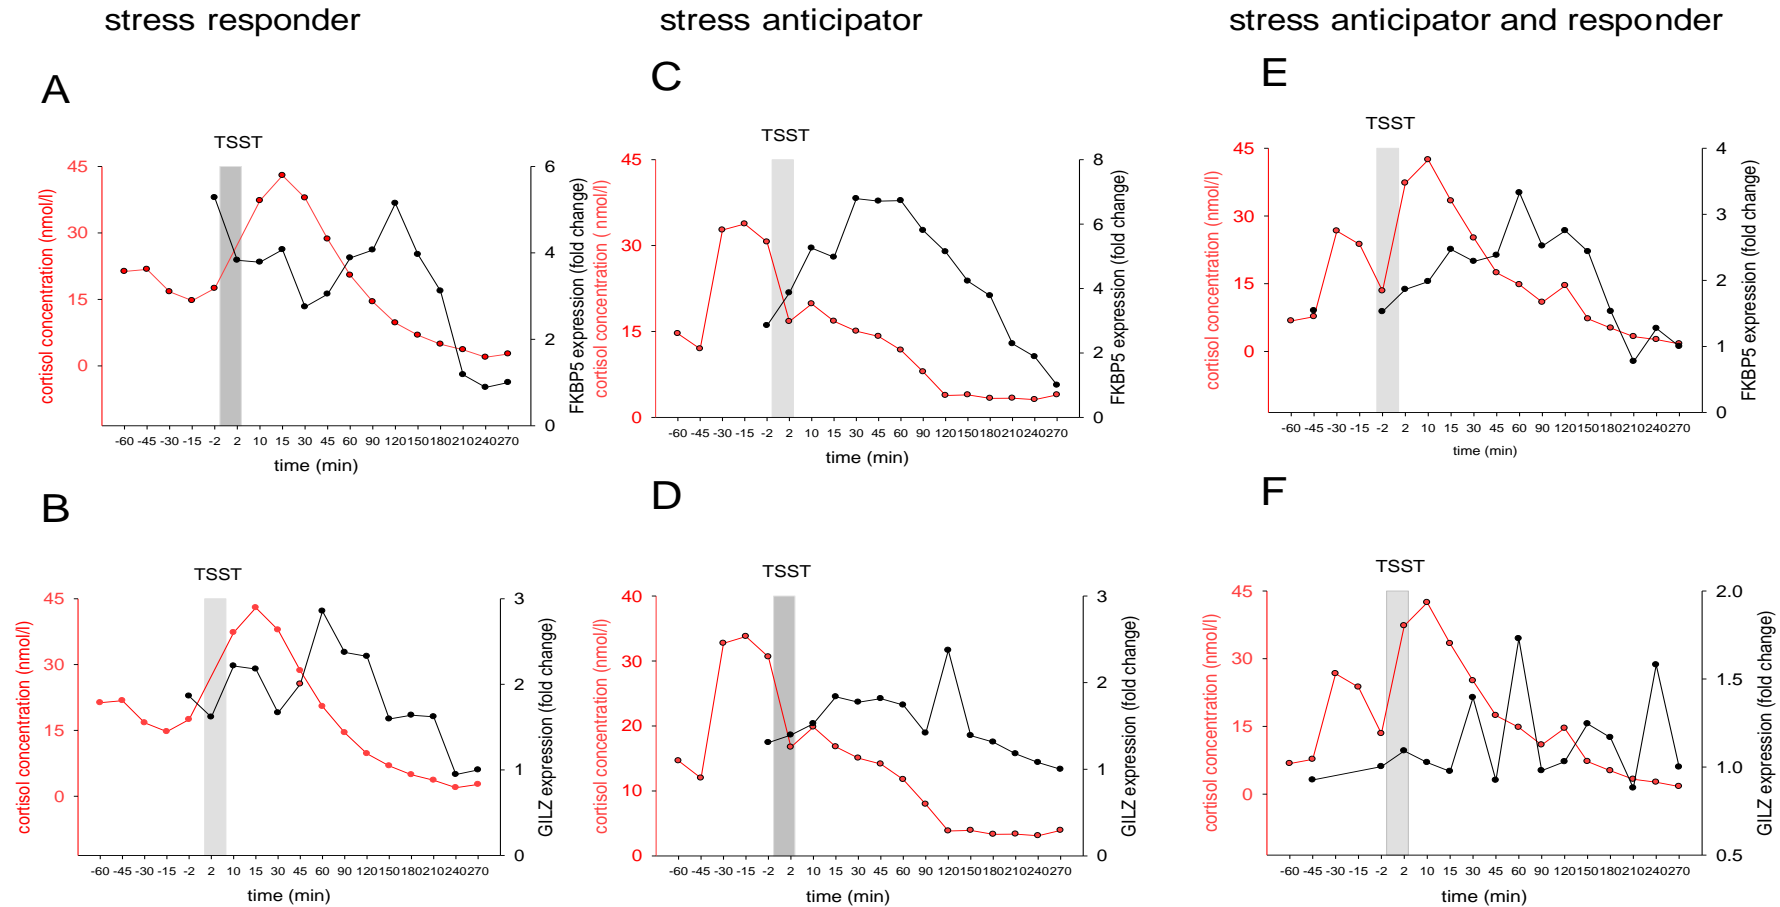 stress responder
stress anticipator
stress anticipator and responder
A
TSST
45
30
15
0
cortisol concentration (nmol/l)
6
4
2
0
FKBP5 expression (fold change)
-60 -45 -30 -15 -2 2 10 15 30 45 60 90 120 150 180 210 240 270
time (min)
C
TSST
45
30
15
0
cortisol concentration ( nmol/l)
8
6
4
2
0
FKBP5 expression (fold change)
-60 -45 -30 -15 -2 2 10 15 30 45 60 90 120 150 180 210 240 270
time (min)
E
TSST
45
30
15
0
cortisol concentration (nmol/l)
4
3
2
1
0
FKBP5 expression (fold change)
-60 -45 -30 -15 -2 2 10 15 30 45 60 90 120 150 180 210 240 270
time (min)
B
TSST
45
30
15
0
cortisol concentration (nmol/l)
3
2
1
0
GILZ expression (fold change)
-60 -45 -30 -15 -2 2 10 15 30 45 60 90 120 150 180 210 240 270
time (min)
D
TSST
40
30
20
10
0
cortisol concentration (nmol/l)
3
2
1
0
GILZ expression (fold change)
-60 -45 -30 -15 -2 2 10 15 30 45 60 90 120 150 180 210 240 270
time (min)
F
TSST
45
30
15
0
cortisol concentration (nmol/l)
2.0
1.5
1.0
0.5
GILZ expression (fold change)
-60 -45 -30 -15 -2 2 10 15 30 45 60 90 120 150 180 210 240 270
time (min)